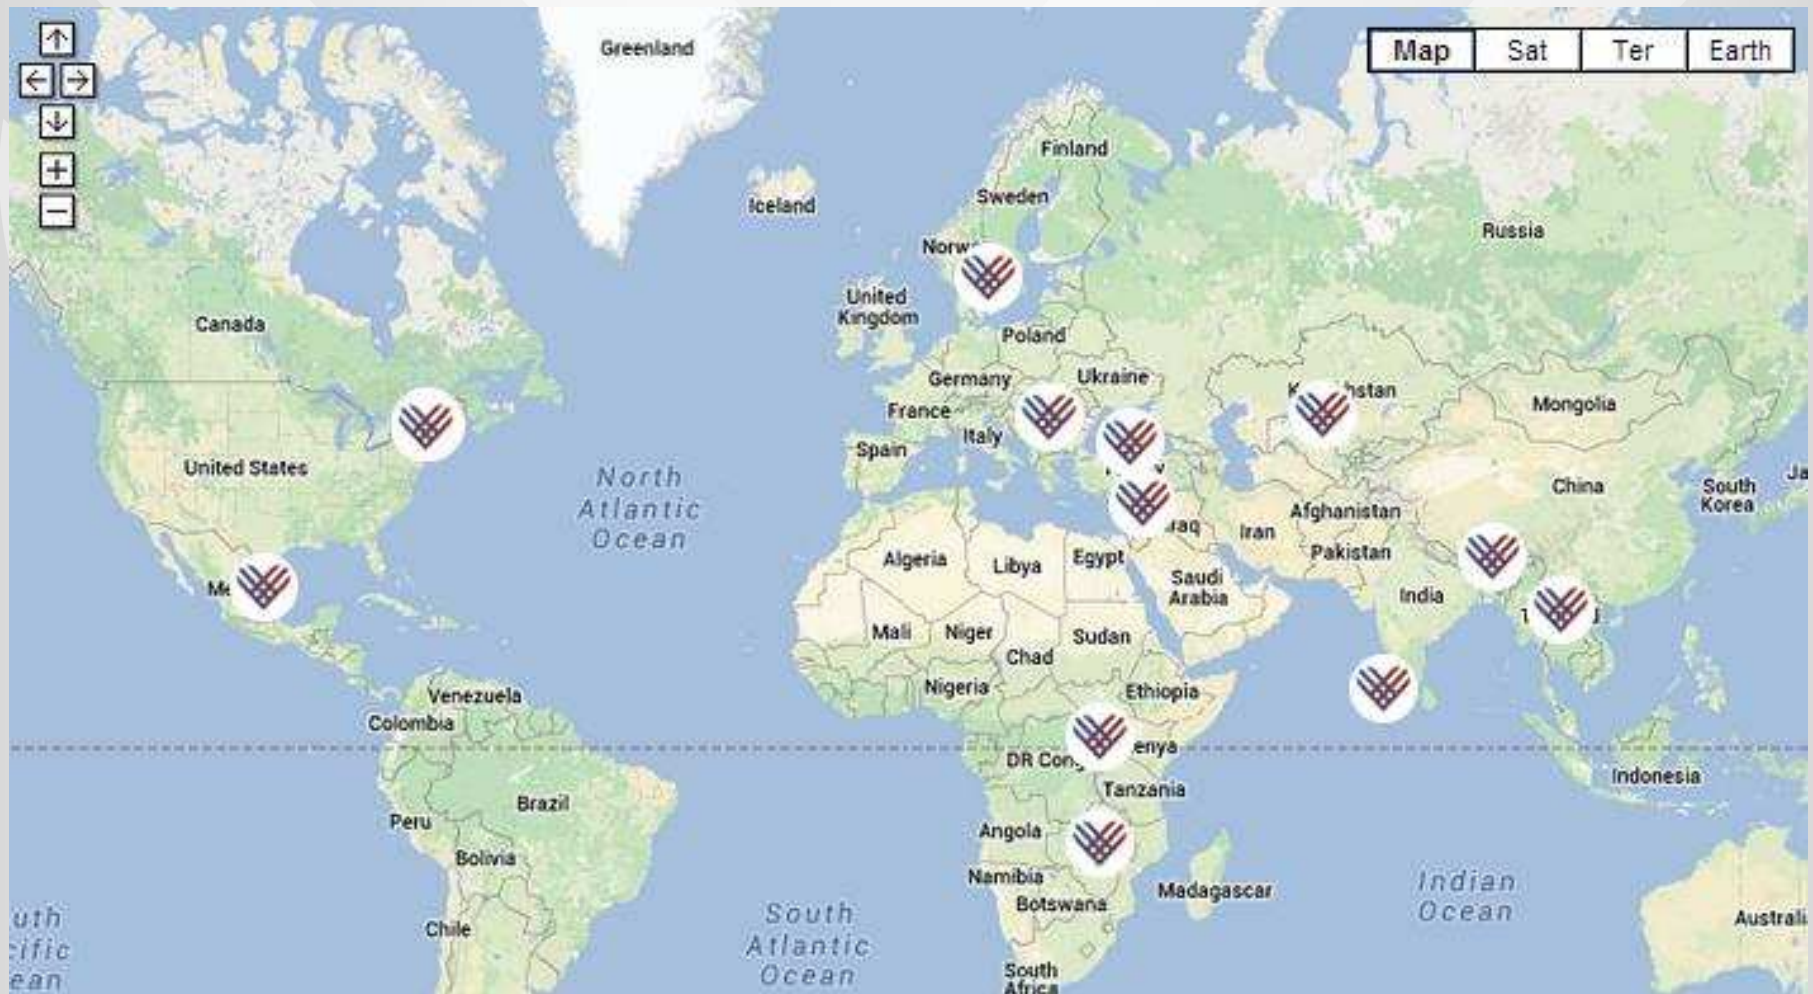 Greenland
Map Sat Ter Earth
Finland
Sweden
Iceland
Russia
United
Kingdom
Canada
Poland
Germany
Ukraine
France
Mongolia
Italy
Spain
United States
North
Atlantic
Ocean
China
South
Korea
Afghanistan
Iran
Pakistan
Algeria
Libya
Egypt
Saudi
Arabia
India
Mali
Niger
Sudan
Chad
Nigeria
Ethiopia
Venezuela
Colombia
Tanzania
Indonesia
Brazil
Peru
Angola
Bolivia
Namibia
Botswana
Madagascar
Indian
Ocean
South
Atlantic
Ocean
Chile
South
Africa